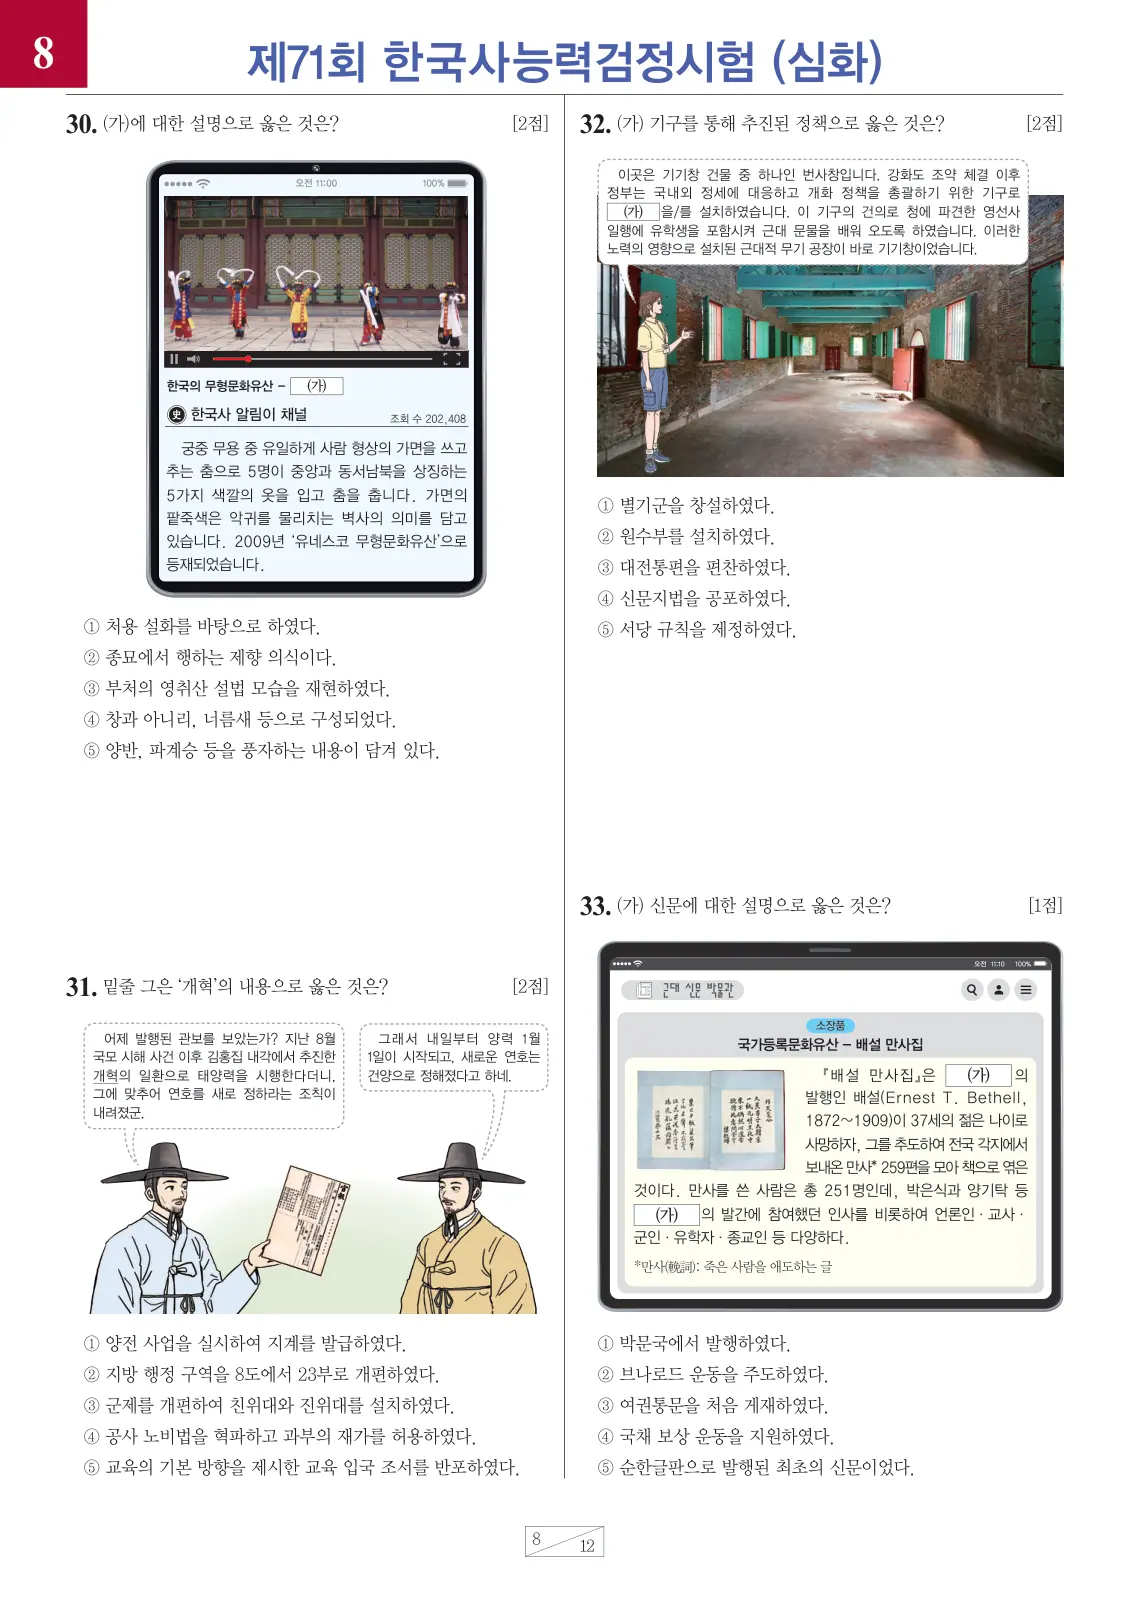 8
제71회 한국사능력검정시험 (심화)
30. (가)에 대한 설명으로 옳은 것은? [2점]
오전 11:00
100%
한국의 무형문화유산 – (가)
史 한국사 알림이 채널
조회 수 202,408
궁중 무용 중 유일하게 사람 형상의 가면을 쓰고
추는 춤으로 5명이 중앙과 동서남북을 상징하는
5가지 색깔의 옷을 입고 춤을 춥니다. 가면의
팥죽색은 악귀를 물리치는 벽사의 의미를 담고
있습니다. 2009년 ‘유네스코 무형문화유산’으로
등재되었습니다.
① 처용 설화를 바탕으로 하였다.
② 종묘에서 행하는 제향 의식이다.
③ 부처의 영취산 설법 모습을 재현하였다.
④ 창과 아니리, 너름새 등으로 구성되었다.
⑤ 양반, 파계승 등을 풍자하는 내용이 담겨 있다.
31. 밑줄 그은 ‘개혁’의 내용으로 옳은 것은? [2점]
어제 발행된 관보를 보았는가? 지난 8월
국모 시해 사건 이후 김홍집 내각에서 추진한
개혁의 일환으로 태양력을 시행한다더니,
그에 맞추어 연호를 새로 정하라는 조칙이
내려졌군.
그래서 내일부터 양력 1월
1일이 시작되고, 새로운 연호는
건양으로 정해졌다고 하네.
官報
① 양전 사업을 실시하여 지계를 발급하였다.
② 지방 행정 구역을 8도에서 23부로 개편하였다.
③ 군제를 개편하여 친위대와 진위대를 설치하였다.
④ 공사 노비법을 혁파하고 과부의 재가를 허용하였다.
⑤ 교육의 기본 방향을 제시한 교육 입국 조서를 반포하였다.
32. (가) 기구를 통해 추진된 정책으로 옳은 것은? [2점]
이곳은 기기창 건물 중 하나인 번사창입니다. 강화도 조약 체결 이후
정부는 국내외 정세에 대응하고 개화 정책을 총괄하기 위한 기구로
(가) 을/를 설치하였습니다. 이 기구의 건의로 청에 파견한 영선사
일행에 유학생을 포함시켜 근대 문물을 배워 오도록 하였습니다. 이러한
노력의 영향으로 설치된 근대적 무기 공장이 바로 기기창이었습니다.
① 별기군을 창설하였다.
② 원수부를 설치하였다.
③ 대전통편을 편찬하였다.
④ 신문지법을 공포하였다.
⑤ 서당 규칙을 제정하였다.
33. (가) 신문에 대한 설명으로 옳은 것은? [1점]
오전 11:10 100%
근대 신문 박물관
소장품
국가등록문화유산 – 배설 만사집
『배설 만사집』은 (가) 의
발행인 배설(Ernest T. Bethell,
1872~1909)이 37세의 젊은 나이로
사망하자, 그를 추도하여 전국 각지에서
보내온 만사* 259편을 모아 책으로 엮은
것이다. 만사를 쓴 사람은 총 251명인데, 박은식과 양기탁 등
(가) 의 발간에 참여했던 인사를 비롯하여 언론인·교사·
군인·유학자·종교인 등 다양하다.
*만사(輓詞): 죽은 사람을 애도하는 글
① 박문국에서 발행하였다.
② 브나로드 운동을 주도하였다.
③ 여권통문을 처음 게재하였다.
④ 국채 보상 운동을 지원하였다.
⑤ 순한글판으로 발행된 최초의 신문이었다.
8
12